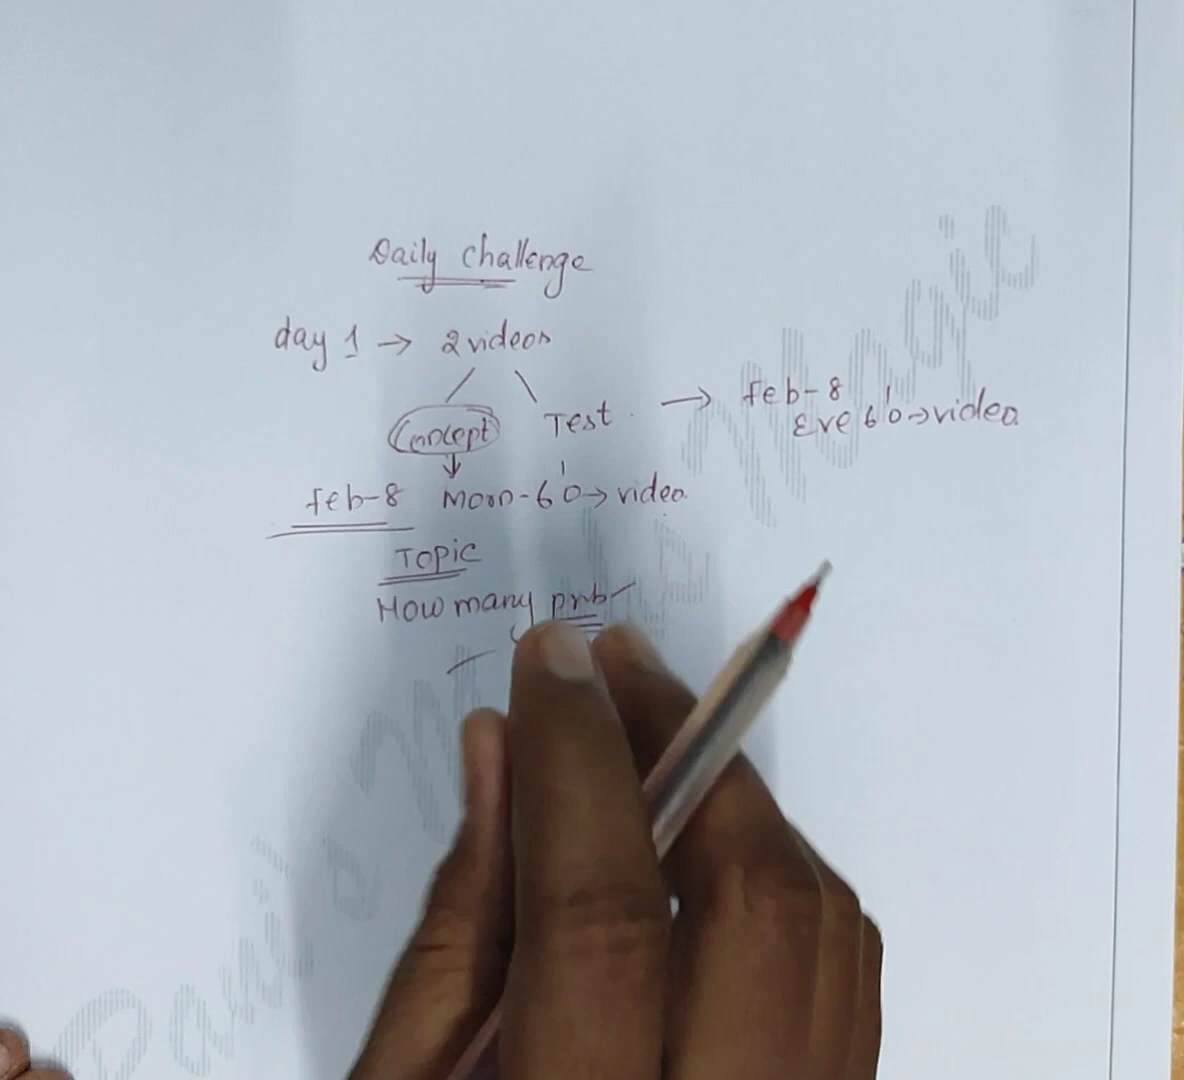 Daily challenge
day 1 → 2 videos
Concept Test → feb-8
Eve 6 '0→ video
feb-8 Morn-6 '0→ video
TOPIC
How many prob